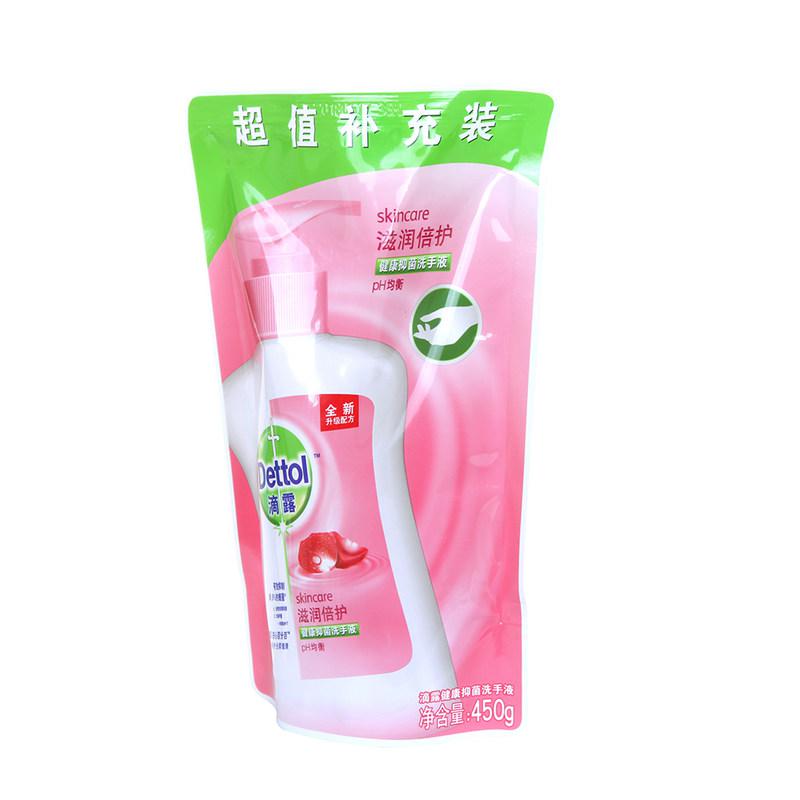 超值补充装
skincare
滋润倍护
健康抑菌洗手液
pH均衡
全新
升级配方
Dettol™
滴露
skincare
滋润倍护
健康抑菌洗手液
pH均衡
滴露健康抑菌洗手液
净含量:450g